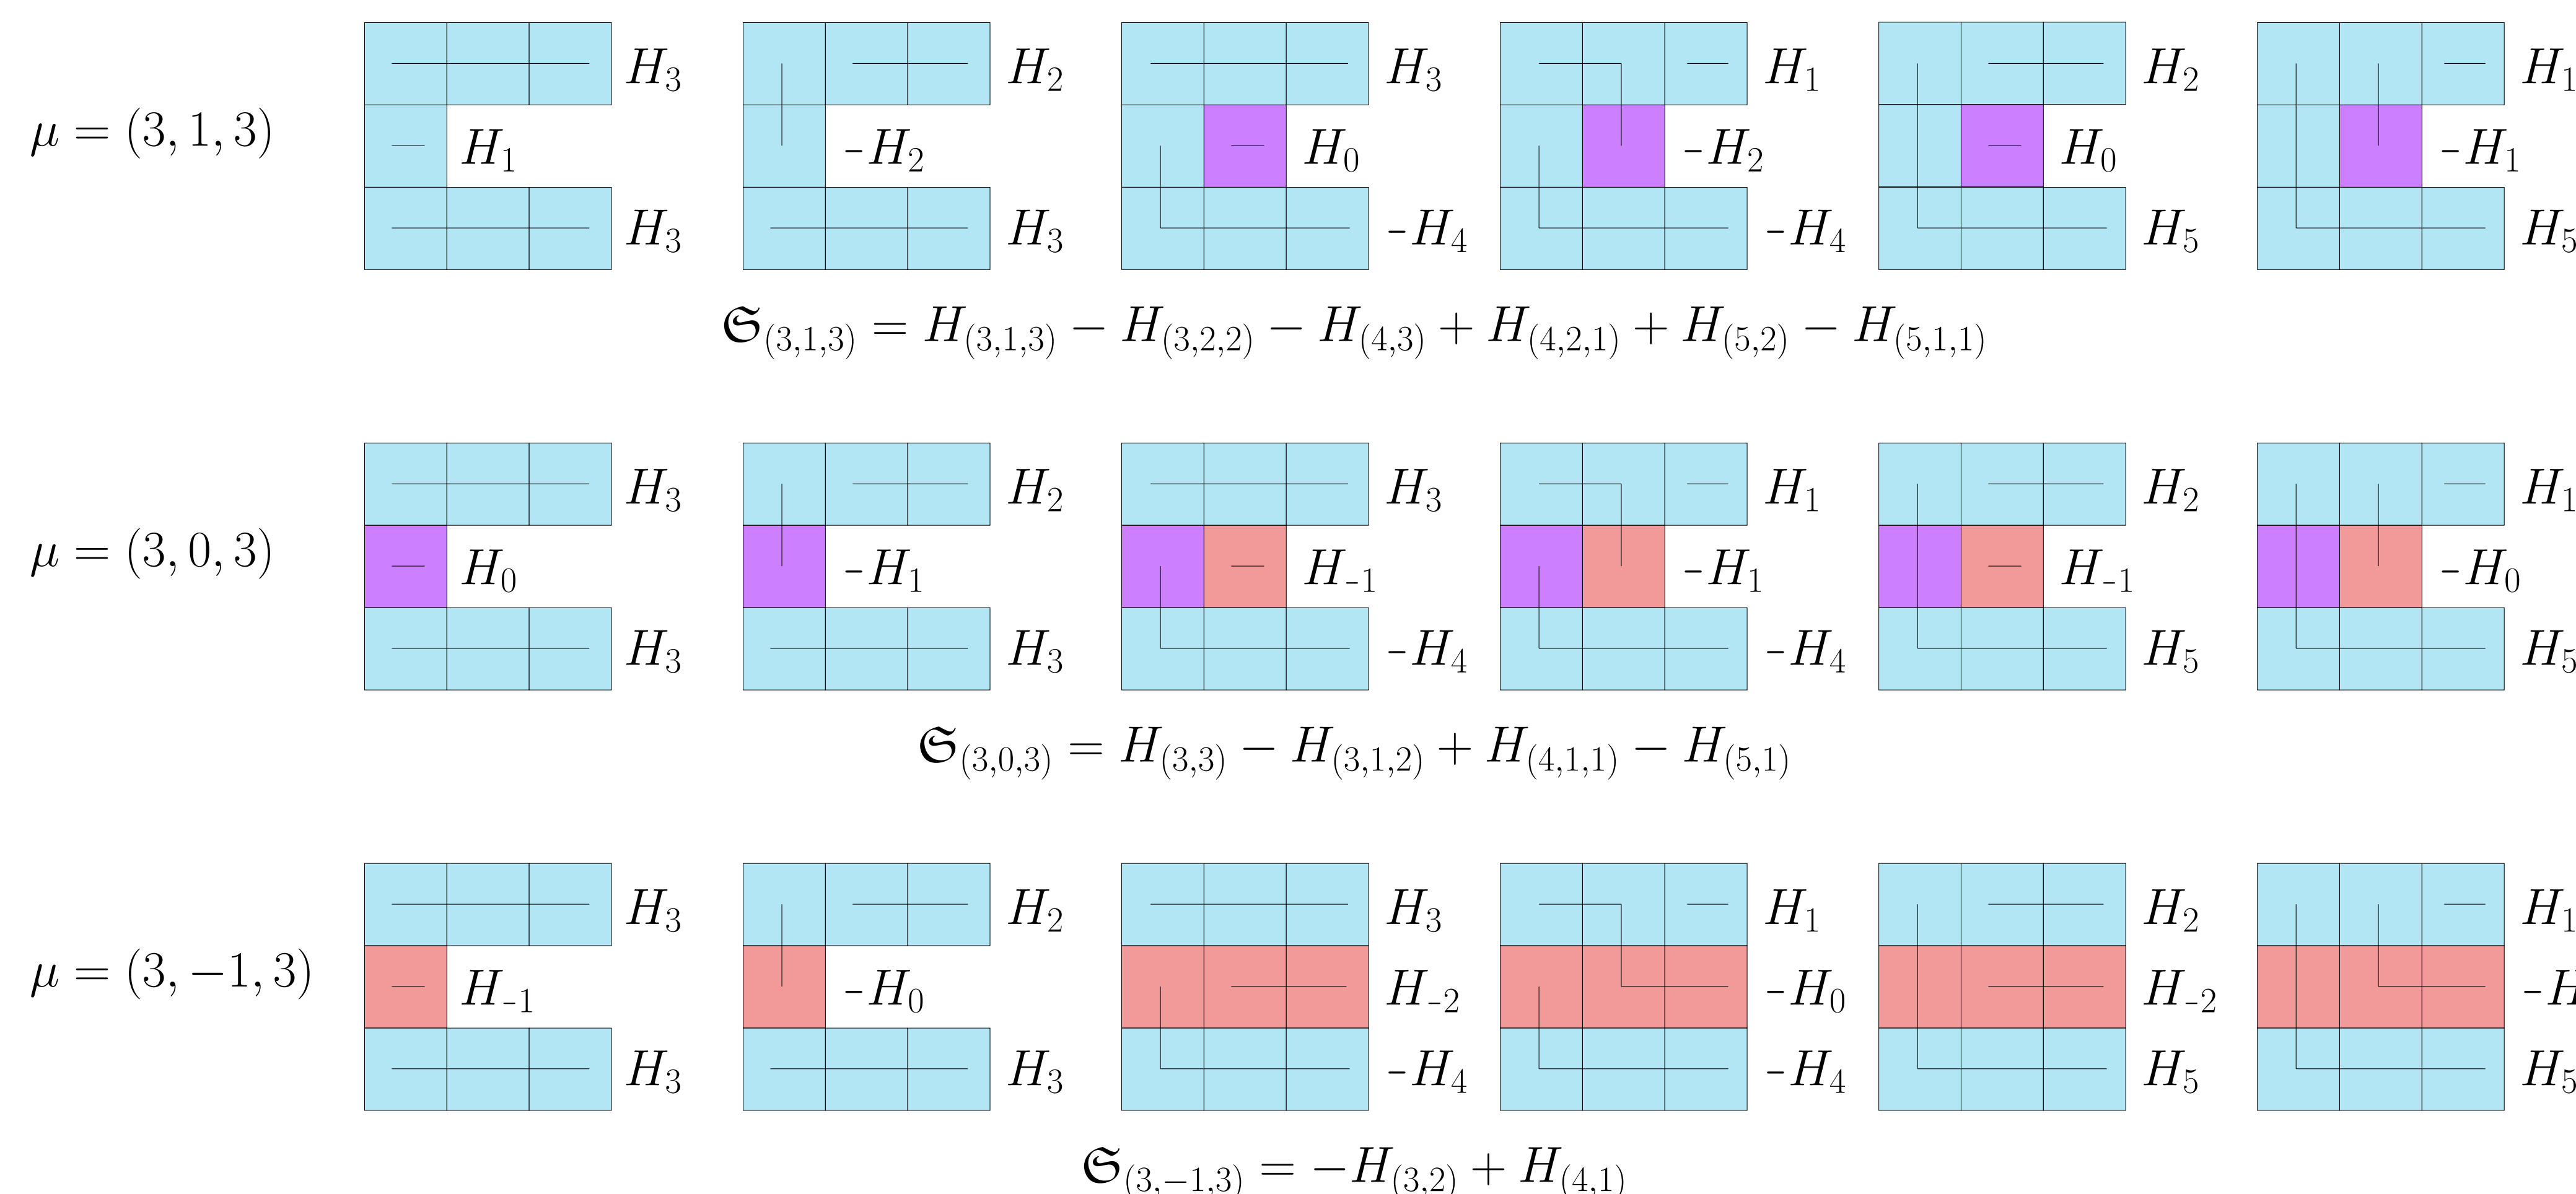 H₃ H₂ H₃ H₁ H₂ H₁
μ = (3, 1, 3) H₁ -H₂ H₀ -H₂ H₀ -H₁
H₃ H₃ -H₄ -H₄ H₅ H₅
𝔖₍₃,₁,₃₎ = H₍₃,₁,₃₎ − H₍₃,₂,₂₎ − H₍₄,₃₎ + H₍₄,₂,₁₎ + H₍₅,₂₎ − H₍₅,₁,₁₎
H₃ H₂ H₃ H₁ H₂ H₁
μ = (3, 0, 3) H₀ -H₁ H₋₁ -H₁ H₋₁ -H₀
H₃ H₃ -H₄ -H₄ H₅ H₅
𝔖₍₃,₀,₃₎ = H₍₃,₃₎ − H₍₃,₁,₂₎ + H₍₄,₁,₁₎ − H₍₅,₁₎
H₃ H₂ H₃ H₁ H₂ H₁
μ = (3, −1, 3) H₋₁ -H₀ H₋₂ -H₀ H₋₂ -H
H₃ H₃ -H₄ -H₄ H₅ H₅
𝔖₍₃,₋₁,₃₎ = −H₍₃,₂₎ + H₍₄,₁₎